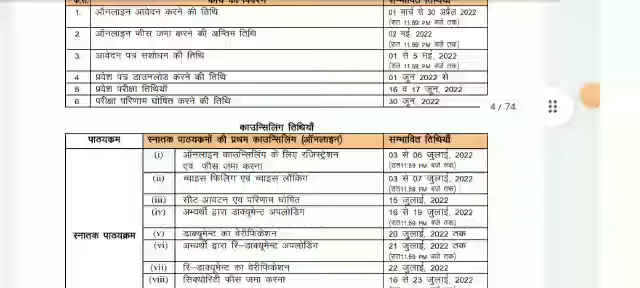 क्र.सं. कार्य का विवरण सम्भावित तिथियाँ
1. ऑनलाइन आवेदन करने की तिथि 01 मार्च से 30 अप्रैल 2022
(रात 11.59 PM बजे तक)
2 ऑनलाइन फीस जमा करने की अन्तिम तिथि 02 मई, 2022
(रात 11.59 PM बजे तक)
3. आवेदन पत्र संशोधन की तिथि 01 से 5 मई, 2022
(रात 11.59 PM बजे तक)
4 प्रवेश पत्र डाउनलोड करने की तिथि 01 जून 2022 से
5 प्रवेश परीक्षा तिथियाँ 16 व 17 जून, 2022
6 परीक्षा परिणाम घोषित करने की तिथि 30 जून, 2022
4 / 74
काउन्सिलिंग तिथियाँ
पाठयक्रम स्नातक पाठयक्रमों की प्रथम काउन्सिलिंग (ऑनलाइन) सम्भावित तिथियाँ
स्नातक पाठयक्रम
(i) ऑनलाइन काउन्सिलिंग के लिए रजिस्ट्रेशन एवं फीस जमा करना 03 से 06 जुलाई, 2022
(रात11.59 PM बजे तक)
(ii) च्वाइस फिलिंग एवं च्वाइस लॉकिंग 03 से 07 जुलाई, 2022
(रात11.59 PM बजे तक)
(iii) सीट आवटन एवं परिणाम घोषित 15 जुलाई, 2022
(iv) अभ्यर्थी द्वारा डाक्यूमेन्ट अपलोडिंग 16 से 19 जुलाई, 2022
(रात11.59 PM बजे तक)
(v) डाक्यूमेन्ट का वेरीफिकेशन 20 जुलाई, 2022 तक
(vi) अभ्यर्थी द्वारा रि-डाक्यूमेन्ट अपलोडिंग 21 जुलाई, 2022 तक
(रात11.59 PM बजे तक)
(vii) रि-डाक्यूमेन्ट का वेरीफिकेशन 22 जुलाई, 2022
(viii) सिक्योरिटी फीस जमा करना 16 से 23 जुलाई, 2022